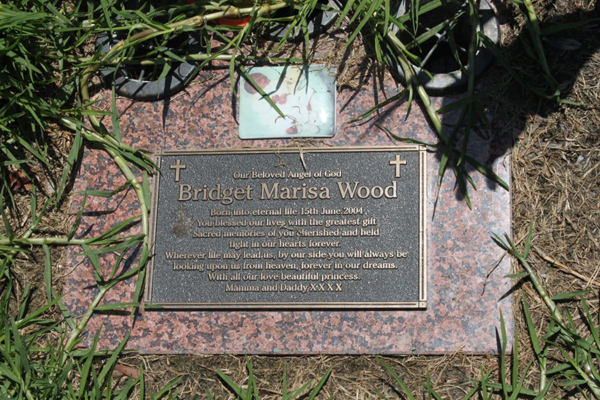 Our Beloved Angel of God
Bridget Marisa Wood
Born into eternal life 15th June 2004
You blessed our lives with the greatest gift
Sacred memories of you cherished and held
tight in our hearts forever.
Wherever life may lead us, by our side you will always be
looking upon us from heaven, forever in our dreams.
With all our love beautiful princess.
Mamma and Daddy X X X X